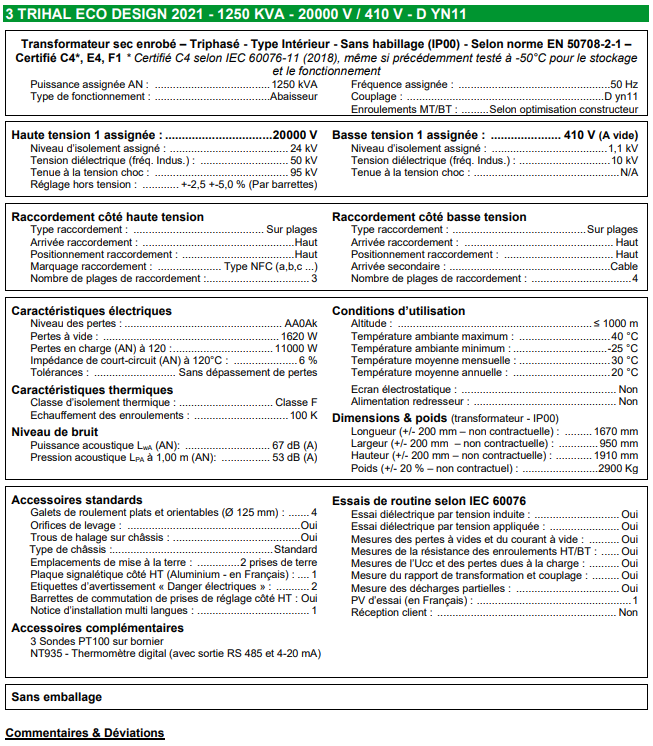 3 TRIHAL ECO DESIGN 2021 - 1250 KVA - 20000 V / 410 V - D YN11
Transformateur sec enrobé – Triphasé - Type Intérieur - Sans habillage (IP00) - Selon norme EN 50708-2-1 –
Certifié C4*, E4, F1 * Certifié C4 selon IEC 60076-11 (2018), même si précédemment testé à -50°C pour le stockage
et le fonctionnement
Puissance assignée AN : ................................1250 kVA
Type de fonctionnement : ..............................Abaisseur
Fréquence assignée : ..........................................50 Hz
Couplage : ..........................................................D yn11
Enroulements MT/BT : .........Selon optimisation constructeur
Haute tension 1 assignée : ............................20000 V
Niveau d'isolement assigné : .............................24 kV
Tension diélectrique (fréq. Indus.) : ...................50 kV
Tenue à la tension choc : ...................................95 kV
Réglage hors tension : ............ +-2,5 +-5,0 % (Par barrettes)
Basse tension 1 assignée : .................... 410 V (A vide)
Niveau d'isolement assigné : ..............................1,1 kV
Tension diélectrique (fréq. Indus.) : .....................10 kV
Tenue à la tension choc : ......................................N/A
Raccordement côté haute tension
Type raccordement : ..................................... Sur plages
Arrivée raccordement : ........................................Haut
Positionnement raccordement : ...........................Haut
Marquage raccordement : .................. Type NFC (a,b,c ...)
Nombre de plages de raccordement :..........................3
Raccordement côté basse tension
Type raccordement : .....................................Sur plages
Arrivée raccordement : ........................................ Haut
Positionnement raccordement : ............................Haut
Arrivée secondaire : ............................................Cable
Nombre de plages de raccordement : ..........................4
Caractéristiques électriques
Niveau des pertes : ............................................. AA0Ak
Pertes à vide : ................................................1620 W
Pertes en charge (AN) à 120 : ..........................11000 W
Impédance de court-circuit (AN) à 120°C : ................... 6 %
Tolérances : ........................ Sans dépassement de pertes
Caractéristiques thermiques
Classe d'isolement thermique : ........................... Classe F
Echauffement des enroulements : ........................100 K
Niveau de bruit
Puissance acoustique LWA (AN): .......................67 dB (A)
Pression acoustique LPA à 1,00 m (AN): ..............53 dB (A)
Conditions d'utilisation
Altitude : ........................................................≤ 1000 m
Température ambiante maximum : .........................40 °C
Température ambiante minimum : .........................-25 °C
Température moyenne mensuelle : .......................30 °C
Température moyenne annuelle : ..........................20 °C
Ecran électrostatique : ..........................................Non
Alimentation redresseur : ......................................Non
Dimensions & poids (transformateur - IP00)
Longueur (+/- 200 mm – non contractuelle) : ......... 1670 mm
Largeur (+/- 200 mm – non contractuelle) : .............950 mm
Hauteur (+/- 200 mm – non contractuelle) : ............1910 mm
Poids (+/- 20 % – non contractuel) : ....................2900 Kg
Accessoires standards
Galets de roulement plats et orientables (Ø 125 mm) : .......4
Orifices de levage : ..............................................Oui
Trous de halage sur châssis : ................................Oui
Type de châssis :............................................Standard
Emplacements de mise à la terre : .............2 prises de terre
Plaque signalétique côté HT (Aluminium - en Français) : .... 1
Etiquettes d'avertissement « Danger électriques » : ........... 2
Barrettes de commutation de prises de réglage côté HT : Oui
Notice d'installation multi langues : ...............................1
Accessoires complémentaires
3 Sondes PT100 sur bornier
NT935 - Thermomètre digital (avec sortie RS 485 et 4-20 mA)
Essais de routine selon IEC 60076
Essai diélectrique par tension induite : ..................... Oui
Essai diélectrique par tension appliquée : ................. Oui
Mesures des pertes à vides et du courant à vide : ........ Oui
Mesures de la résistance des enroulements HT/BT : ...... Oui
Mesures de l'Ucc et des pertes dues à la charge : ........ Oui
Mesure du rapport de transformation et couplage : ........ Oui
Mesure des décharges partielles : ........................... Oui
PV d'essai (en Français) : ........................................1
Réception client : ................................................ Non
Sans emballage
Commentaires & Déviations